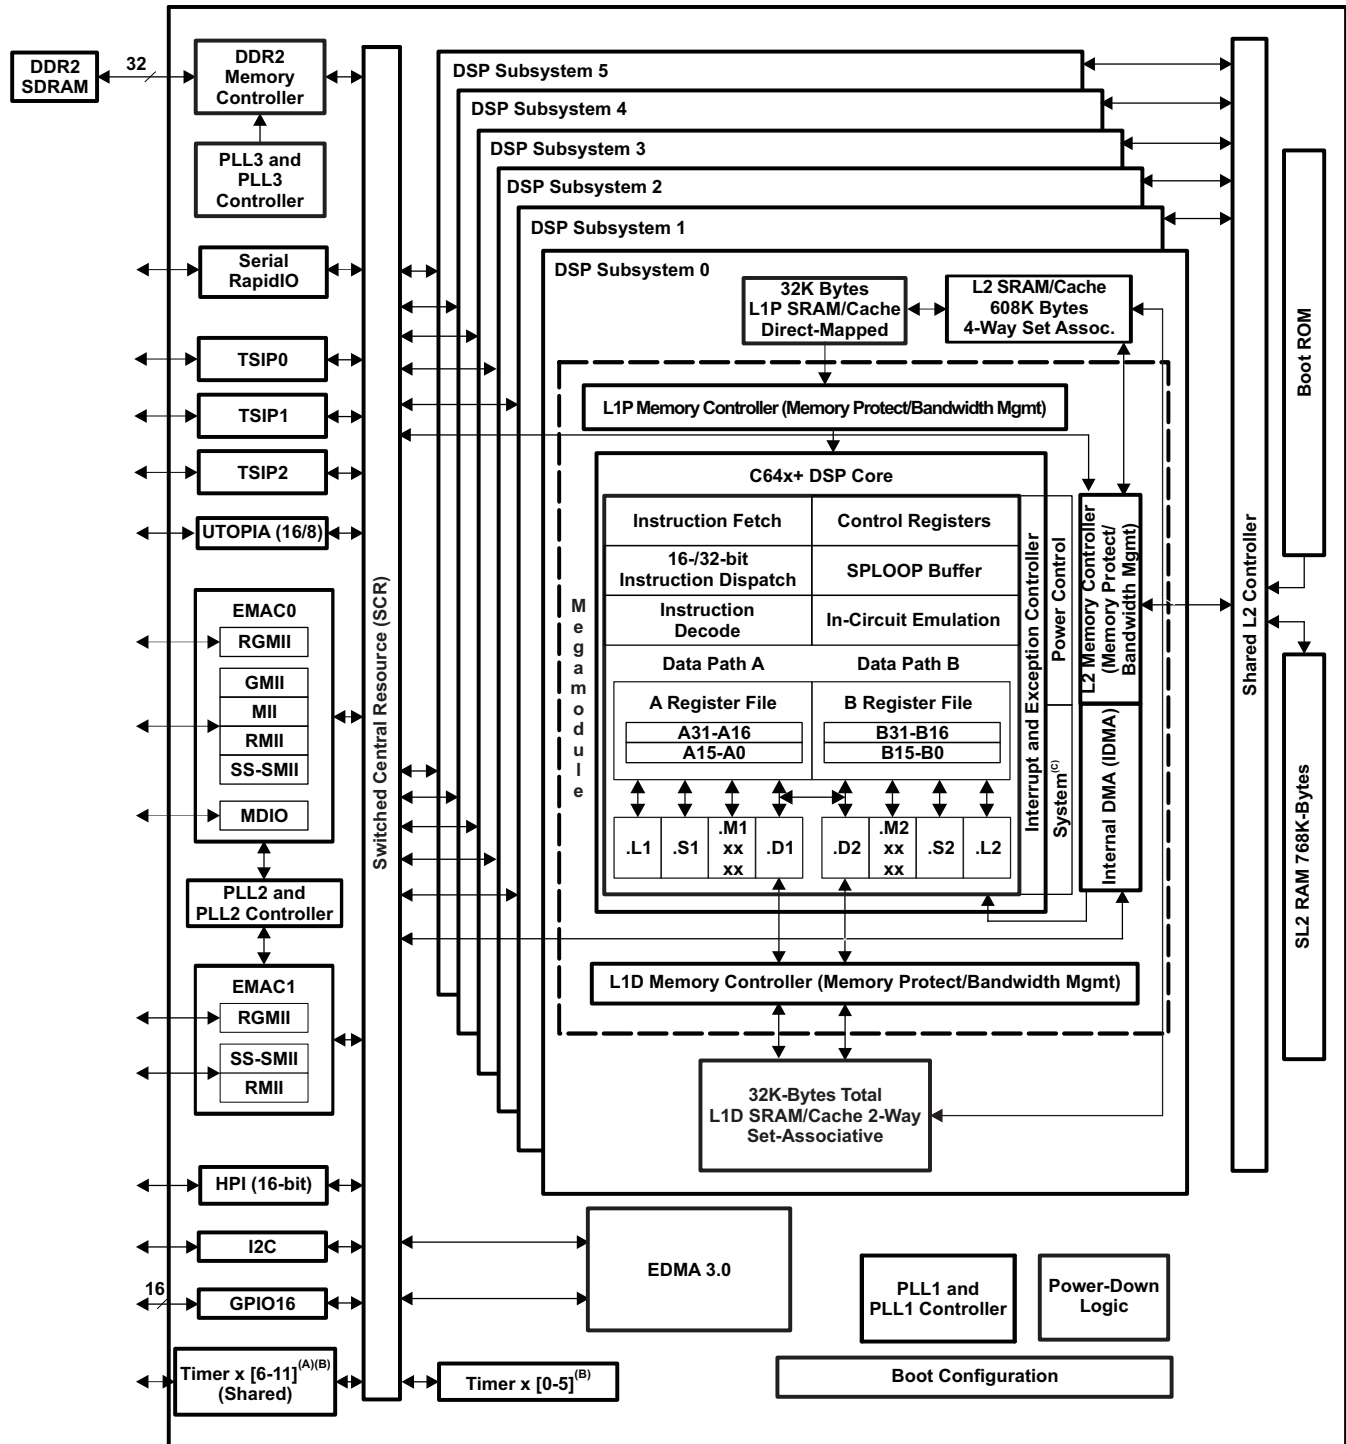 DDR2
SDRAM
32
DDR2
Memory
Controller
PLL3 and
PLL3
Controller
Serial
RapidIO
TSIP0
TSIP1
TSIP2
UTOPIA (16/8)
EMAC0
RGMII
GMII
MII
RMII
SS-SMII
MDIO
PLL2 and
PLL2 Controller
EMAC1
RGMII
SS-SMII
RMII
HPI (16-bit)
I2C
16
GPIO16
Timer x [6-11](A)(B)
(Shared)
Switched Central Resource (SCR)
DSP Subsystem 5
DSP Subsystem 4
DSP Subsystem 3
DSP Subsystem 2
DSP Subsystem 1
DSP Subsystem 0
32K Bytes
L1P SRAM/Cache
Direct-Mapped
L2 SRAM/Cache
608K Bytes
4-Way Set Assoc.
L1P Memory Controller (Memory Protect/Bandwidth Mgmt)
Megamodule
C64x+ DSP Core
Instruction Fetch
Control Registers
16-/32-bit
Instruction Dispatch
SPLOOP Buffer
Instruction
Decode
In-Circuit Emulation
Data Path A
Data Path B
A Register File
B Register File
A31-A16
A15-A0
B31-B16
B15-B0
.L1
.S1
.M1
xx
xx
.D1
.D2
.M2
xx
xx
.S2
.L2
Interrupt and Exception Controller
Power Control
System(C)
L2 Memory Controller
(Memory Protect/
Bandwidth Mgmt)
Internal DMA (IDMA)
L1D Memory Controller (Memory Protect/Bandwidth Mgmt)
32K-Bytes Total
L1D SRAM/Cache 2-Way
Set-Associative
Shared L2 Controller
Boot ROM
SL2 RAM 768K-Bytes
EDMA 3.0
PLL1 and
PLL1 Controller
Power-Down
Logic
Timer x [0-5](B)
Boot Configuration